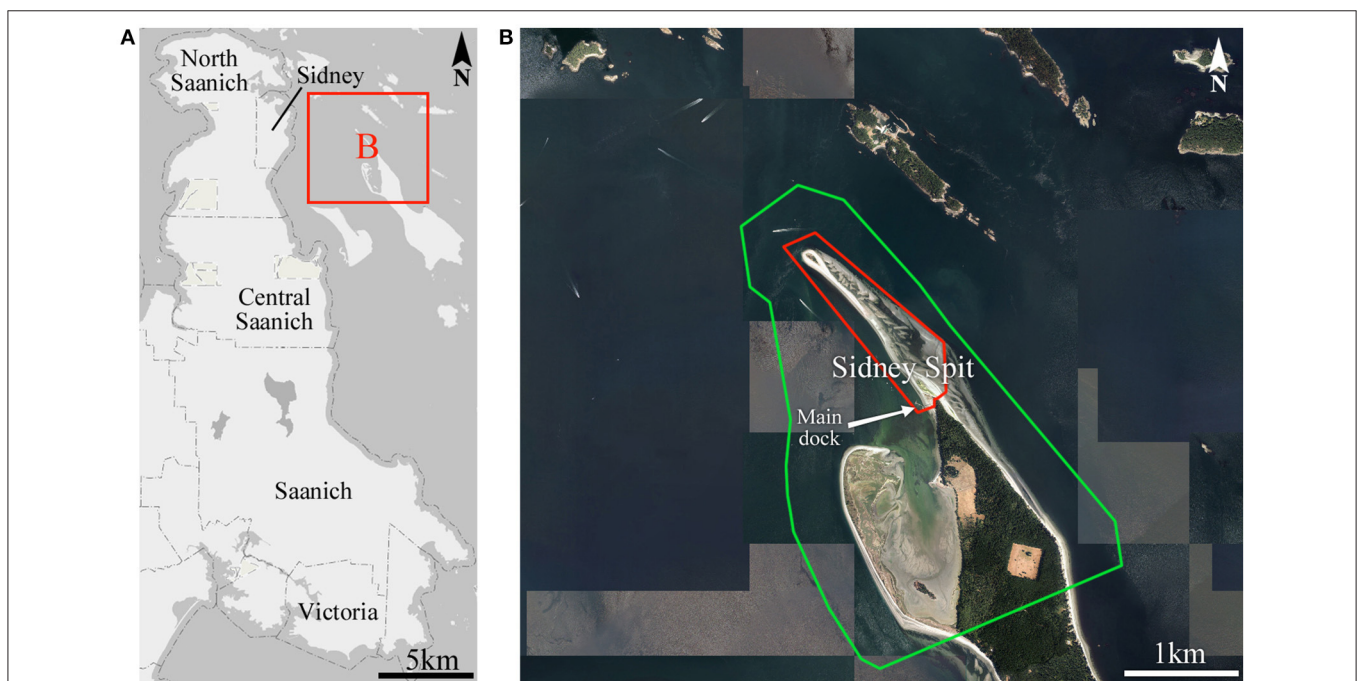 A
North
Saanich
Sidney
N
B
Central
Saanich
Saanich
Victoria
5km
B
N
Sidney Spit
Main
dock
1km